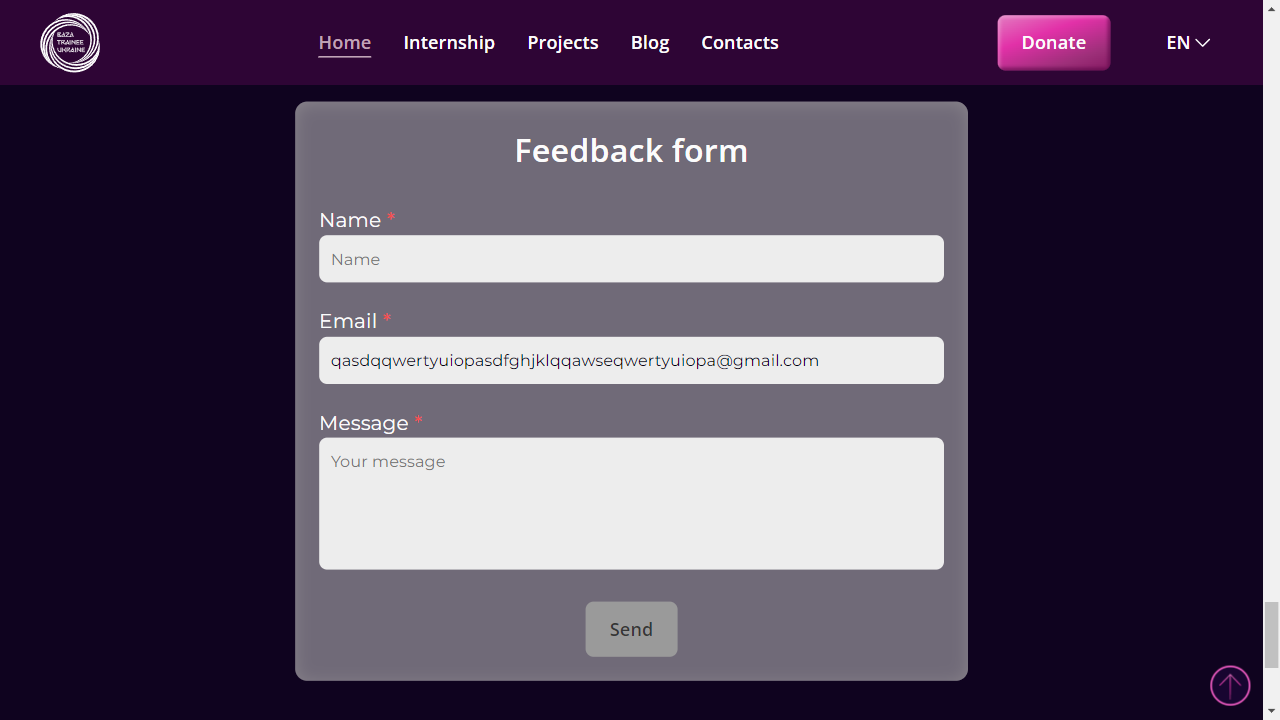 BAZA
TRAINEE
UKRAINE
Home
Internship
Projects
Blog
Contacts
Donate
EN
Feedback form
Name *
Name
Email *
qasdqqwertyuiopasdfghjklqqawseqwertyuiopa@gmail.com
Message *
Your message
Send